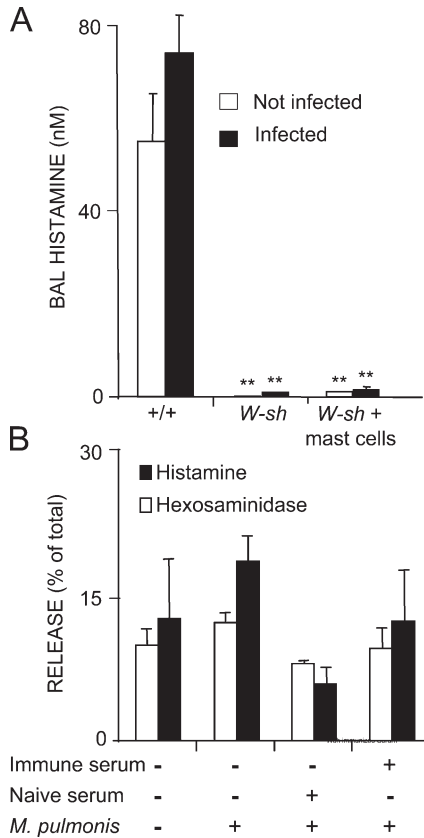 A
80
40
0
BAL HISTAMINE (nM)
Not infected
Infected
** **
** **
+/+
W-sh
W-sh +
mast cells
B
30
15
0
RELEASE (% of total)
Histamine
Hexosaminidase
Immune serum - - - +
Naive serum - - + -
M. pulmonis - + + +